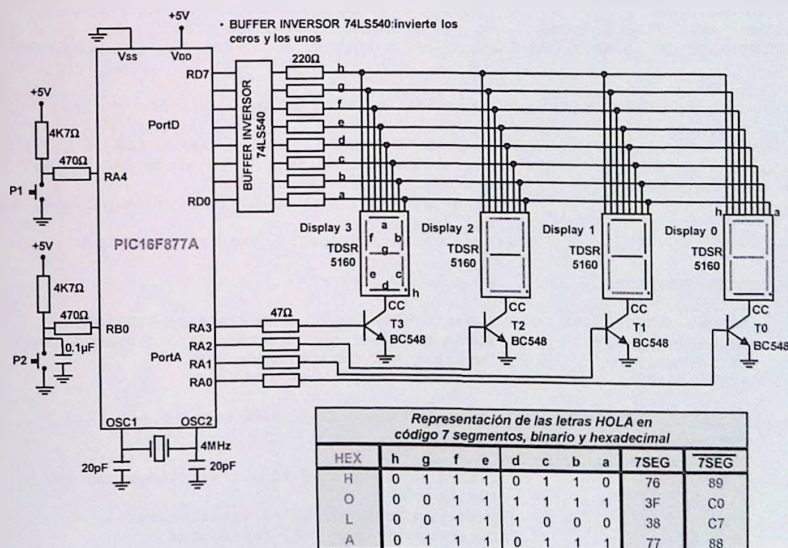 • BUFFER INVERSOR 74LS540:invierte los
ceros y los unos
+5V
VSS
VDD
RD7
PortD
RD0
BUFFER INVERSOR
74LS540
220Ω
h
g
f
e
d
c
b
a
+5V
4K7Ω
470Ω
RA4
P1
PIC16F877A
+5V
4K7Ω
470Ω
RB0
0.1µF
P2
RA3
RA2
RA1
RA0
PortA
47Ω
OSC1
OSC2
4MHz
20pF
20pF
Display 3
TDSR
5160
a
f
b
g
e
c
d
h
CC
T3
BC548
Display 2
TDSR
5160
CC
T2
BC548
Display 1
TDSR
5160
CC
T1
BC548
Display 0
TDSR
5160
h
a
CC
T0
BC548
Representación de las letras HOLA en
código 7 segmentos, binario y hexadecimal
HEX h g f e d c b a 7SEG 7SEG
H 0 1 1 1 0 1 1 0 76 89
O 0 0 1 1 1 1 1 1 3F C0
L 0 0 1 1 1 0 0 0 38 C7
A 0 1 1 1 0 1 1 1 77 88